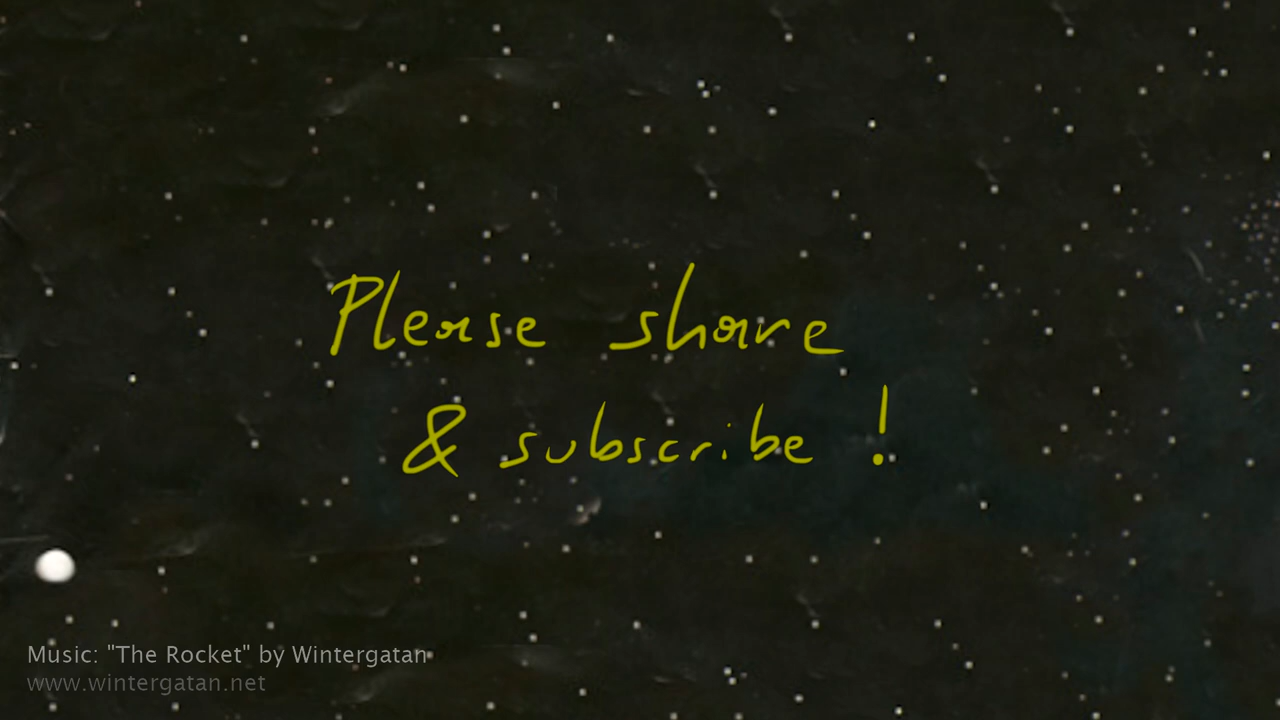 Please share
& subscribe !
Music: "The Rocket" by Wintergatan
www.wintergatan.net